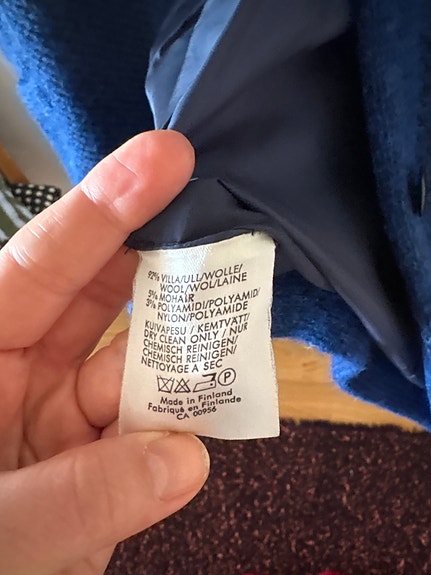 92% VILLA/ULL/WOLLE/
WOOL/WOL/LAINE
5% MOHAIR
3% POLYAMIDI/POLYAMID/
NYLON/POLYAMIDE
KUIVAPESU / KEMTVÄTT/
DRY CLEAN ONLY / NUR
CHEMISCH REINIGEN/
CHEMISCH REINIGEN/
NETTOYAGE A SEC
P
Made in Finland
Fabriqué en Finlande
CA 00956